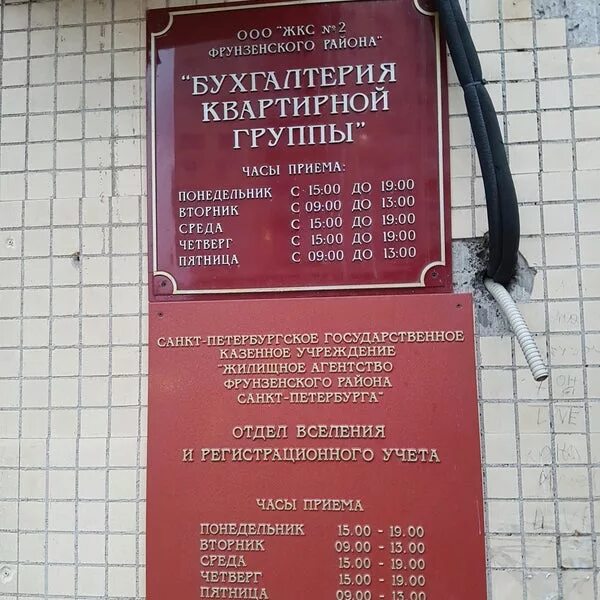 ООО "ЖКС №2
ФРУНЗЕНСКОГО РАЙОНА"
"БУХГАЛТЕРИЯ
КВАРТИРНОЙ
ГРУППЫ"
ЧАСЫ ПРИЕМА:
ПОНЕДЕЛЬНИК С 15:00 ДО 19:00
ВТОРНИК С 09:00 ДО 13:00
СРЕДА С 15:00 ДО 19:00
ЧЕТВЕРГ С 15:00 ДО 19:00
ПЯТНИЦА С 09:00 ДО 13:00
САНКТ-ПЕТЕРБУРГСКОЕ ГОСУДАРСТВЕННОЕ
КАЗЕННОЕ УЧРЕЖДЕНИЕ
"ЖИЛИЩНОЕ АГЕНТСТВО
ФРУНЗЕНСКОГО РАЙОНА
САНКТ-ПЕТЕРБУРГА"
ОТДЕЛ ВСЕЛЕНИЯ
И РЕГИСТРАЦИОННОГО УЧЕТА
ЧАСЫ ПРИЕМА
ПОНЕДЕЛЬНИК 15.00 - 19.00
ВТОРНИК 09.00 - 13.00
СРЕДА 15.00 - 19.00
ЧЕТВЕРГ 15.00 - 19.00
ПЯТНИЦА 09.00 - 13.00